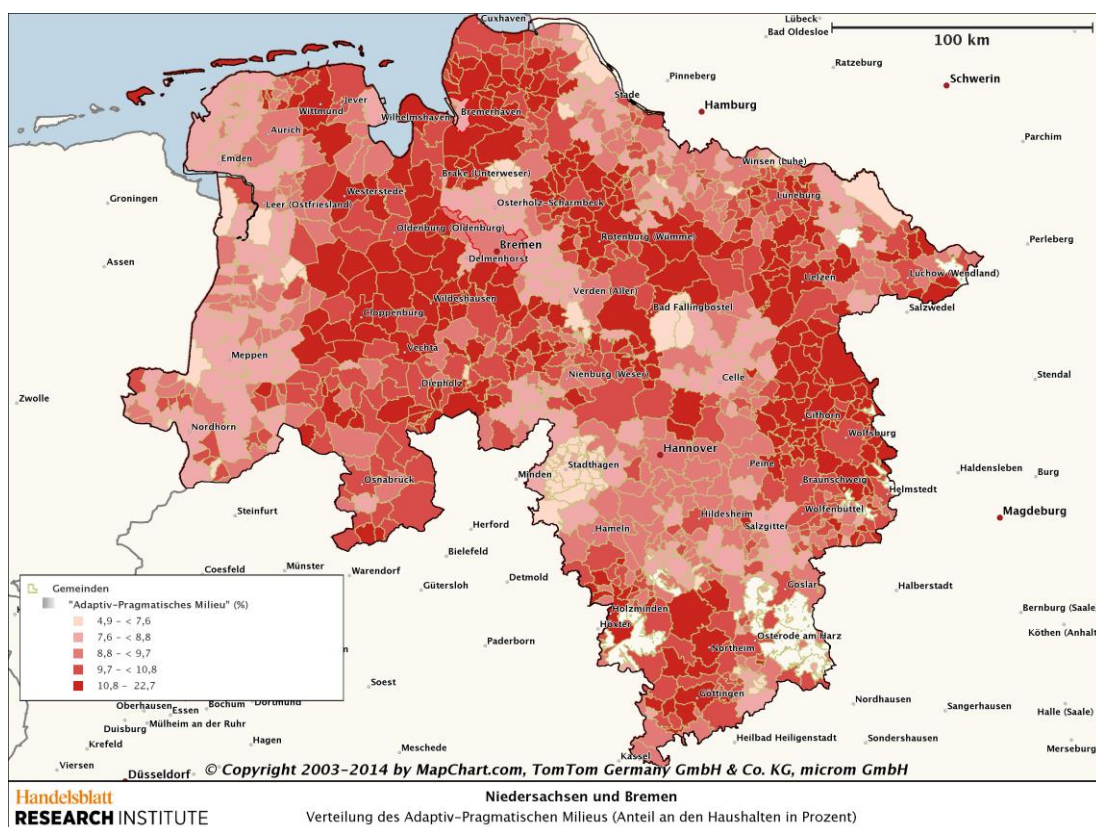 Cuxhaven
Lübeck
Bad Oldesloe
100 km
Ratzeburg
Schwerin
Pinneberg
Hamburg
Stade
Jever
Wittmund
Wilhelmshaven
Bremerhaven
Aurich
Parchim
Emden
Winsen (Luhe)
Brake (Unterweser)
Groningen
Westerstede
Leer (Ostfriesland)
Osterholz-Scharmbeck
Lüneburg
Oldenburg (Oldenburg)
Rotenburg (Wümme)
Perleberg
Bremen
Delmenhorst
Assen
Uelzen
Lüchow (Wendland)
Verden (Aller)
Wildeshausen
Bad Fallingbostel
Salzwedel
Cloppenburg
Meppen
Vechta
Nienburg (Weser)
Celle
Stendal
Diepholz
Zwolle
Gifhorn
Nordhorn
Wolfsburg
Hannover
Peine
Stadthagen
Minden
Haldensleben
Burg
Osnabrück
Braunschweig
Helmstedt
Wolfenbüttel
Steinfurt
Hildesheim
Magdeburg
Herford
Hameln
Salzgitter
Bielefeld
Coesfeld
Münster
Warendorf
Gütersloh
Detmold
Goslar
Halberstadt
Holzminden
Höxter
Bernburg (Saale)
Köthen (Anhalt
Osterode am Harz
Paderborn
Northeim
Soest
Göttingen
Nordhausen
Sangerhausen
Halle (Saale)
Oberhausen
Essen
Bochum
Dortmund
Duisburg
Mülheim an der Ruhr
Krefeld
Hagen
Meschede
Kassel
Heilbad Heiligenstadt
Sondershausen
Merseburg
Viersen
Düsseldorf
Gemeinden
"Adaptiv-Pragmatisches Milieu" (%)
4,9 - < 7,6
7,6 - < 8,8
8,8 - < 9,7
9,7 - < 10,8
10,8 - 22,7
© Copyright 2003-2014 by MapChart.com, TomTom Germany GmbH & Co. KG, microm GmbH
Handelsblatt
RESEARCH INSTITUTE
Niedersachsen und Bremen
Verteilung des Adaptiv-Pragmatischen Milieus (Anteil an den Haushalten in Prozent)